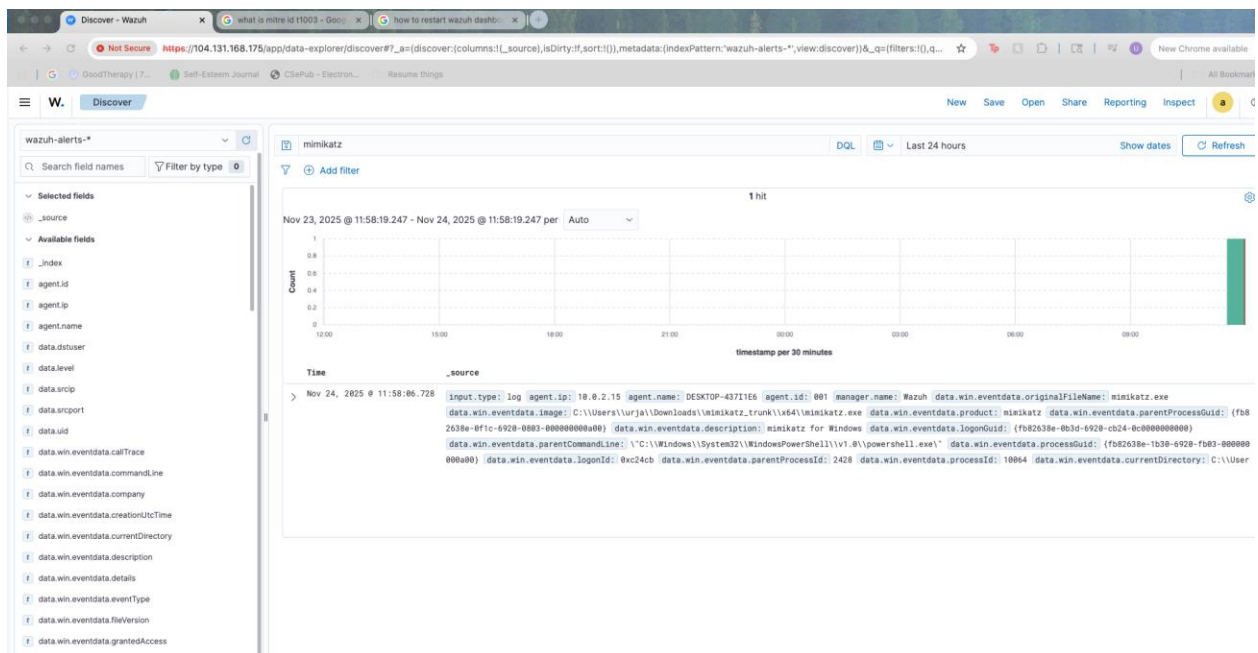 Discover - Wazuh
what is mitre id t1003 - Goog
how to restart wazuh dashbo
Not Secure https://104.131.168.175/app/data-explorer/discover#?_a=(discover:(columns:!(_source),isDirty:!f,sort:!()),metadata:(indexPattern:'wazuh-alerts-*',view:discover))&_q=(filters:!(),q...
New Chrome available
GoodTherapy | 7...
Self-Esteem Journal
CSePub - Electron...
Resume things
All Bookmark
W. Discover
New Save Open Share Reporting Inspect a
wazuh-alerts-*
mimikatz DQL Last 24 hours Show dates Refresh
Search field names Filter by type 0
Add filter
Selected fields
_source
Available fields
_index
agent.id
agent.ip
agent.name
data.dstuser
data.level
data.srcip
data.srcport
data.uid
data.win.eventdata.callTrace
data.win.eventdata.commandLine
data.win.eventdata.company
data.win.eventdata.creationUtcTime
data.win.eventdata.currentDirectory
data.win.eventdata.description
data.win.eventdata.details
data.win.eventdata.eventType
data.win.eventdata.fileVersion
data.win.eventdata.grantedAccess
1 hit
Nov 23, 2025 @ 11:58:19.247 - Nov 24, 2025 @ 11:58:19.247 per Auto
Count
1
0.8
0.6
0.4
0.2
0
12:00 15:00 18:00 21:00 00:00 03:00 06:00 09:00
timestamp per 30 minutes
Time _source
Nov 24, 2025 @ 11:58:06.728 input.type: log agent.ip: 10.0.2.15 agent.name: DESKTOP-437I1E6 agent.id: 001 manager.name: Wazuh data.win.eventdata.originalFileName: mimikatz.exe
data.win.eventdata.image: C:\\Users\\urja\\Downloads\\mimikatz_trunk\\x64\\mimikatz.exe data.win.eventdata.product: mimikatz data.win.eventdata.parentProcessGuid: {fb8
2638e-0f1c-6920-0803-000000000a00} data.win.eventdata.description: mimikatz for Windows data.win.eventdata.logonGuid: {fb82638e-0b3d-6920-cb24-0c0000000000}
data.win.eventdata.parentCommandLine: \"C:\\Windows\\System32\\WindowsPowerShell\\v1.0\\powershell.exe\" data.win.eventdata.processGuid: {fb82638e-1b30-6920-fb03-000000
000a00} data.win.eventdata.logonId: 0xc24cb data.win.eventdata.parentProcessId: 2428 data.win.eventdata.processId: 10064 data.win.eventdata.currentDirectory: C:\\User